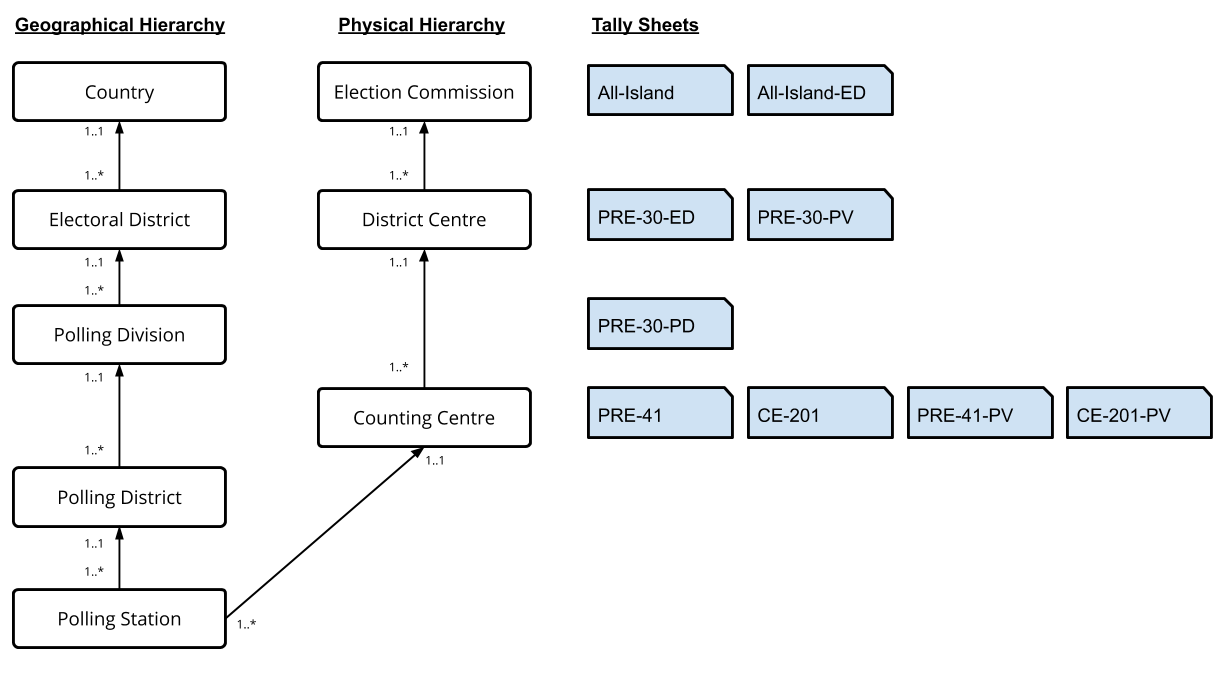 Geographical Hierarchy
Physical Hierarchy
Tally Sheets
Country
Election Commission
All-Island
All-Island-ED
1..1
1..1
1..*
1..*
Electoral District
District Centre
PRE-30-ED
PRE-30-PV
1..1
1..1
1..*
Polling Division
PRE-30-PD
1..1
1..*
Counting Centre
PRE-41
CE-201
PRE-41-PV
CE-201-PV
1..*
1..1
Polling District
1..1
1..*
Polling Station
1..*